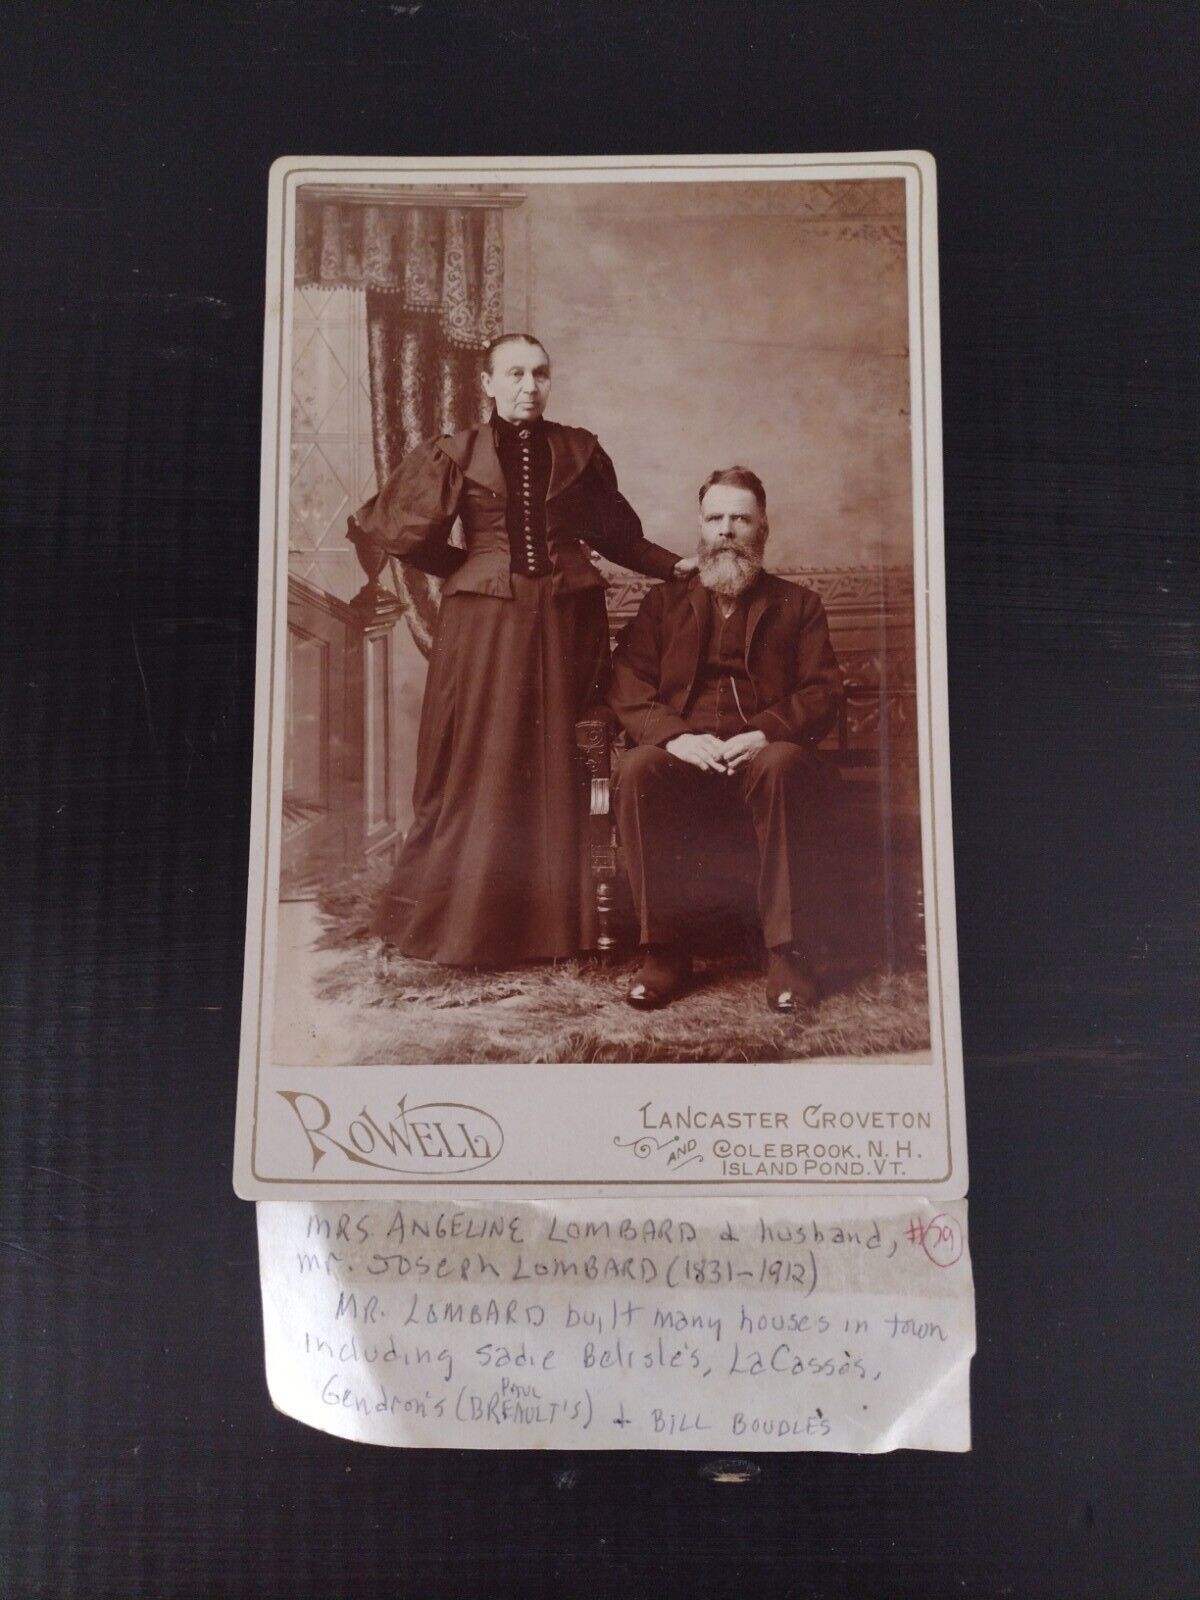 ROWELL
LANCASTER GROVETON
AND COLEBROOK. N. H.
ISLAND POND. VT.
MRS ANGELINE LOMBARD & husband, #59
Mr. Joseph LOMBARD (1831-1912)
MR. LOMBARD built many houses in town
Including Sadie Belisle's, LaCasse's,
Gendron's (PAUL BREAULT'S) & BILL BOUDLES